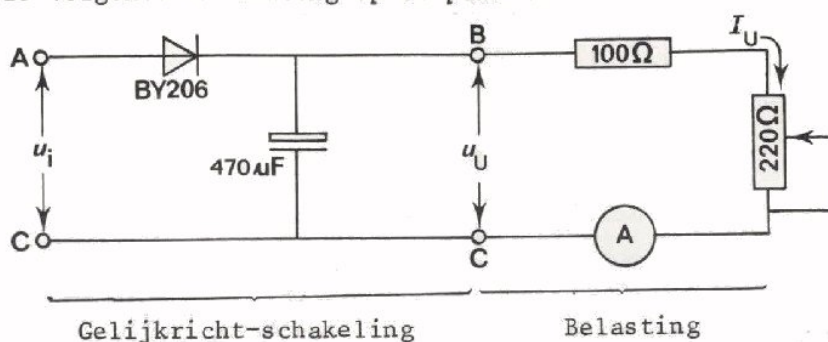 A
BY206
u_i
C
470µF
B
u_U
C
100Ω
I_U
220Ω
A
Gelijkricht-schakeling
Belasting